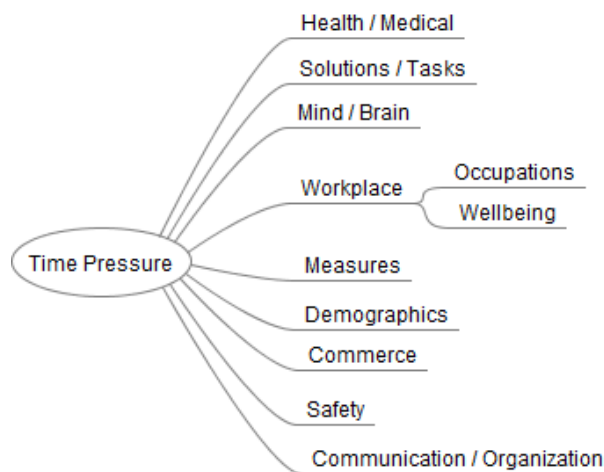 Health / Medical
Solutions / Tasks
Mind / Brain
Workplace
Occupations
Wellbeing
Time Pressure
Measures
Demographics
Commerce
Safety
Communication / Organization